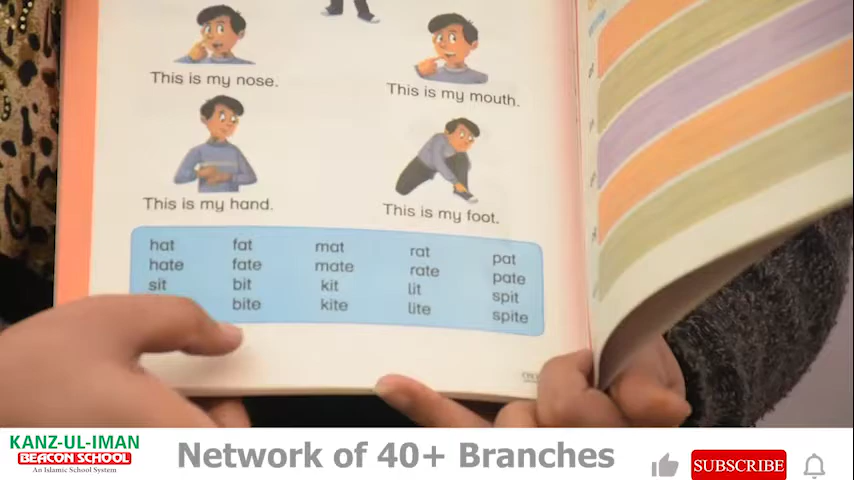 This is my nose.
This is my mouth.
This is my hand.
This is my foot.
hat fat mat rat pat
hate fate mate rate pate
sit bit kit lit spit
bite kite lite spite
KANZ-UL-IMAN
BEACON SCHOOL
An Islamic School System
Network of 40+ Branches
SUBSCRIBE